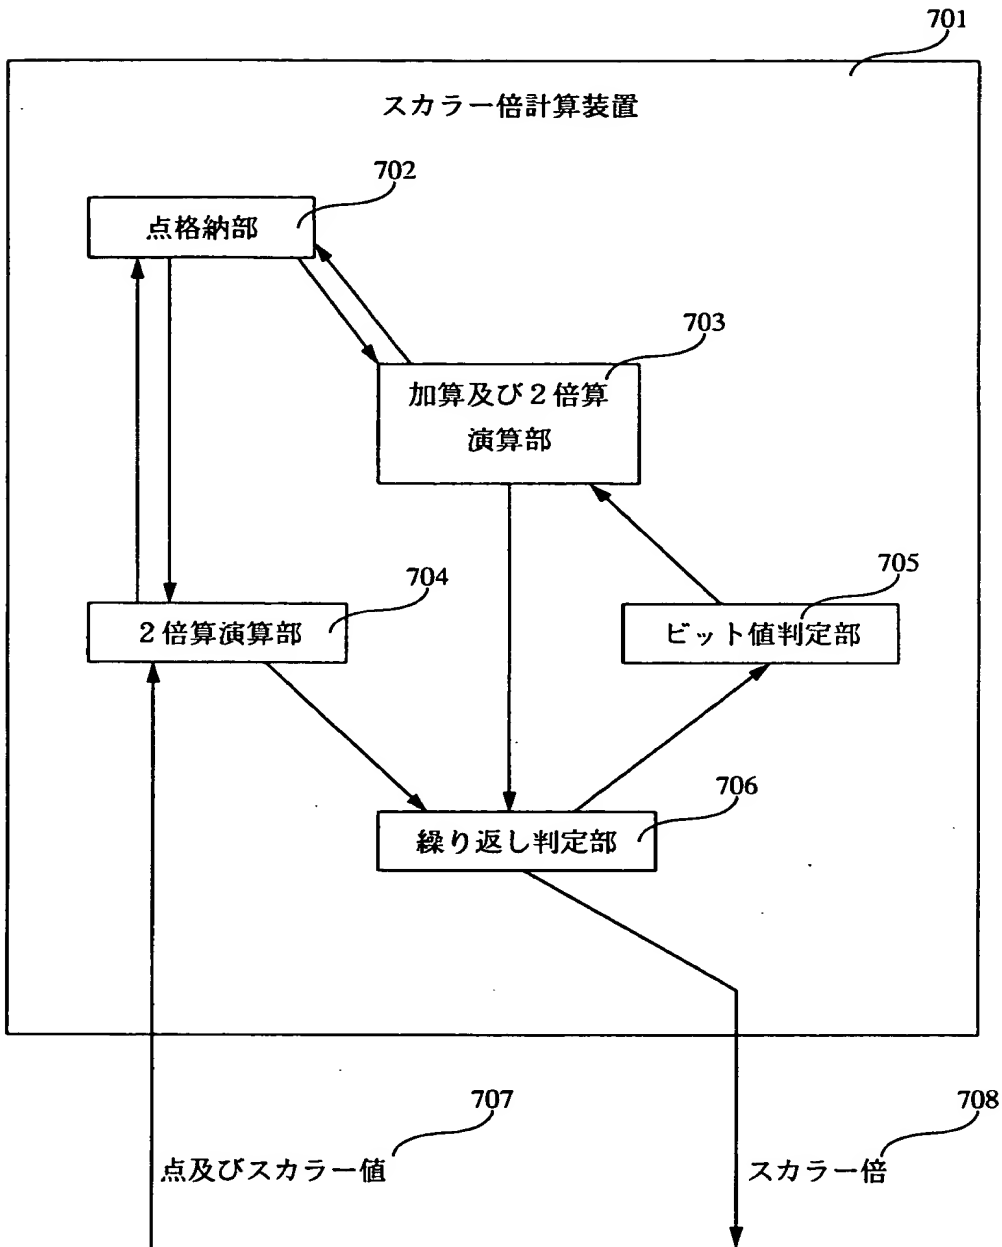 701
スカラー倍計算装置
702
点格納部
703
加算及び２倍算
演算部
704
２倍算演算部
705
ビット値判定部
706
繰り返し判定部
707
点及びスカラー値
708
スカラー倍